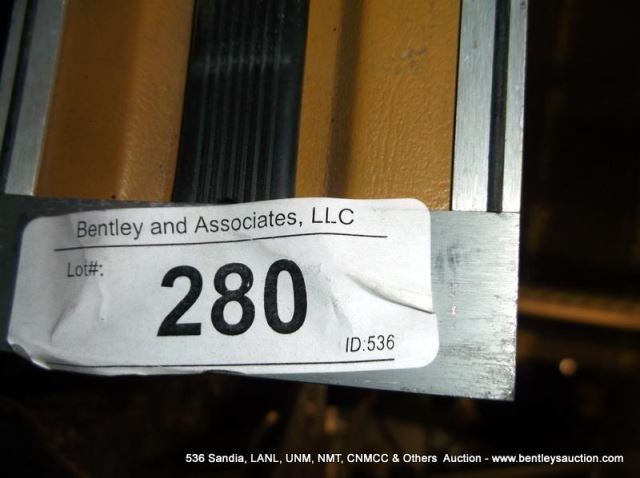 Bentley and Associates, LLC
Lot#:
280
ID:536
536 Sandia, LANL, UNM, NMT, CNMCC & Others Auction - www.bentleysauction.com